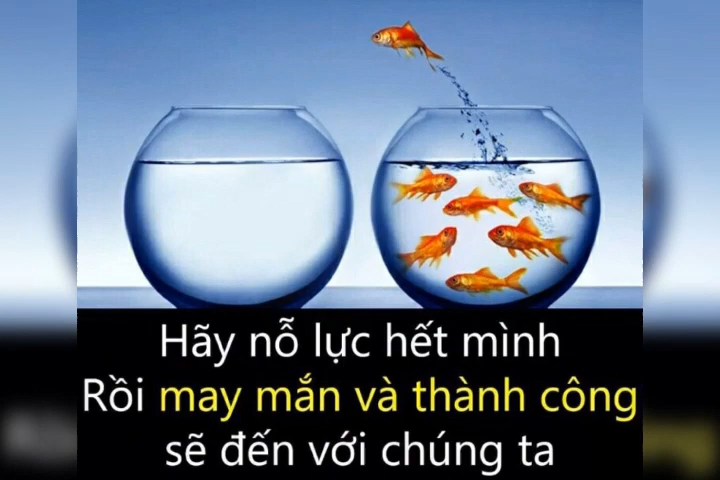 Hãy nỗ lực hết mình
Rồi may mắn và thành công
sẽ đến với chúng ta